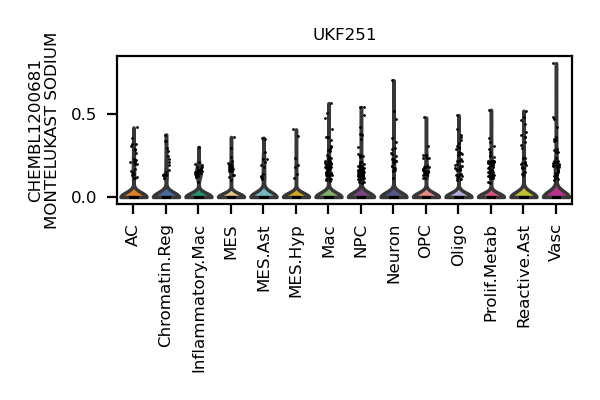 UKF251
CHEMBL1200681
MONTELUKAST SODIUM
0.5
0.0
AC
Chromatin.Reg
Inflammatory.Mac
MES
MES.Ast
MES.Hyp
Mac
NPC
Neuron
OPC
Oligo
Prolif.Metab
Reactive.Ast
Vasc